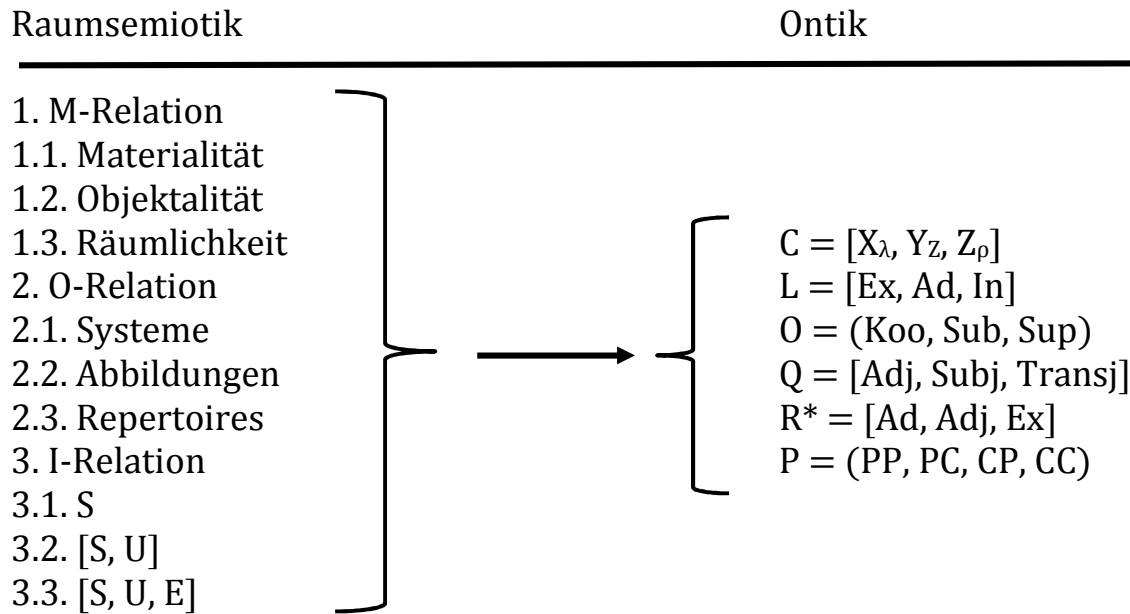 Raumsemiotik Ontik
1. M-Relation
1.1. Materialität
1.2. Objektalität
1.3. Räumlichkeit
2. O-Relation
2.1. Systeme
2.2. Abbildungen
2.3. Repertoires
3. I-Relation
3.1. S
3.2. [S, U]
3.3. [S, U, E]
C = [Xλ, YZ, Zρ]
L = [Ex, Ad, In]
O = (Koo, Sub, Sup)
Q = [Adj, Subj, Transj]
R* = [Ad, Adj, Ex]
P = (PP, PC, CP, CC)